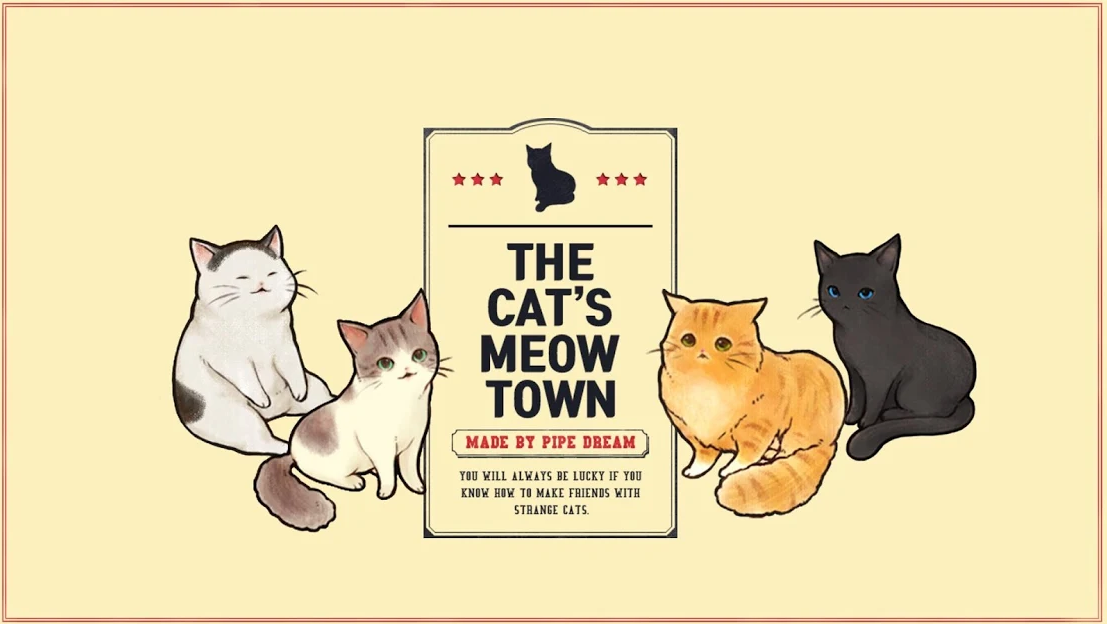 THE
CAT'S
MEOW
TOWN
MADE BY PIPE DREAM
YOU WILL ALWAYS BE LUCKY IF YOU
KNOW HOW TO MAKE FRIENDS WITH
STRANGE CATS.